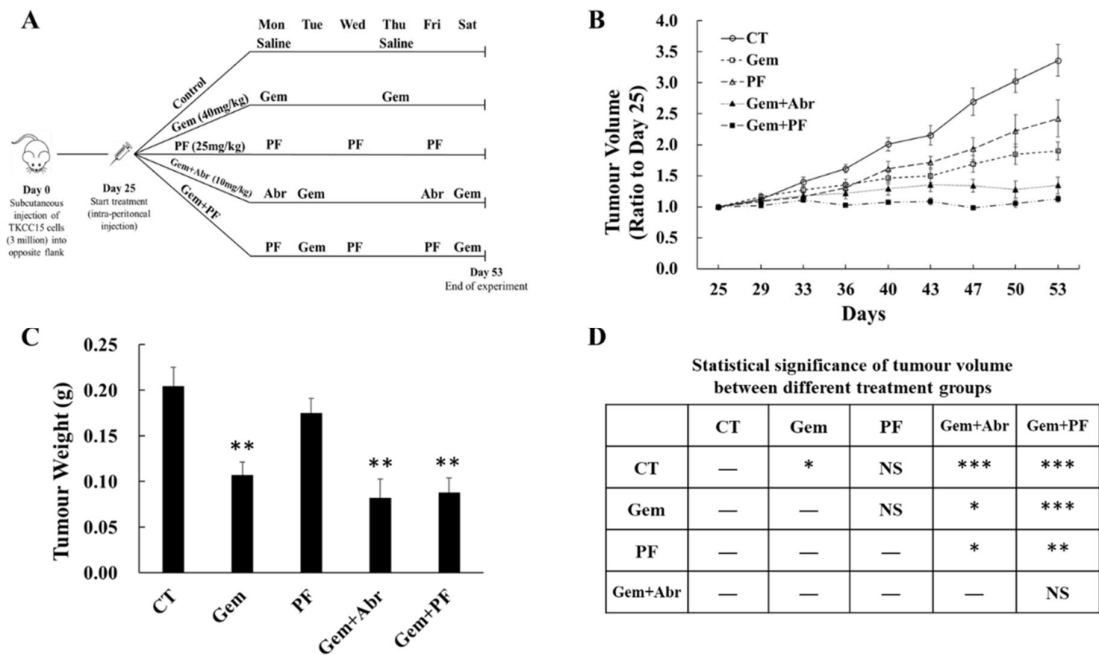 A
Mon Tue Wed Thu Fri Sat
Saline Saline
Control
Gem (40mg/kg)
Gem Gem
PF (25mg/kg)
PF PF PF
Gem+Abr (10mg/kg)
Abr Gem Fri Gem
Gem+PF
PF Gem PF PF Gem
Day 0
Subcutaneous
injection of
TKCC15 cells
(3 million) into
opposite flank
Day 25
Start treatment
(intra-peritoneal
injection)
Day 53
End of experiment
B
Tumour Volume
(Ratio to Day 25)
4.0
3.5
3.0
2.5
2.0
1.5
1.0
0.5
0.0
CT
Gem
PF
Gem+Abr
Gem+PF
25 29 33 36 40 43 47 50 53
Days
C
Tumour Weight (g)
0.25
0.20
0.15
0.10
0.05
0.00
** ** **
CT Gem PF Gem+Abr Gem+PF
D
Statistical significance of tumour volume
between different treatment groups
CT Gem PF Gem+Abr Gem+PF
CT — * NS *** ***
Gem — — NS * ***
PF — — — * **
Gem+Abr — — — — NS